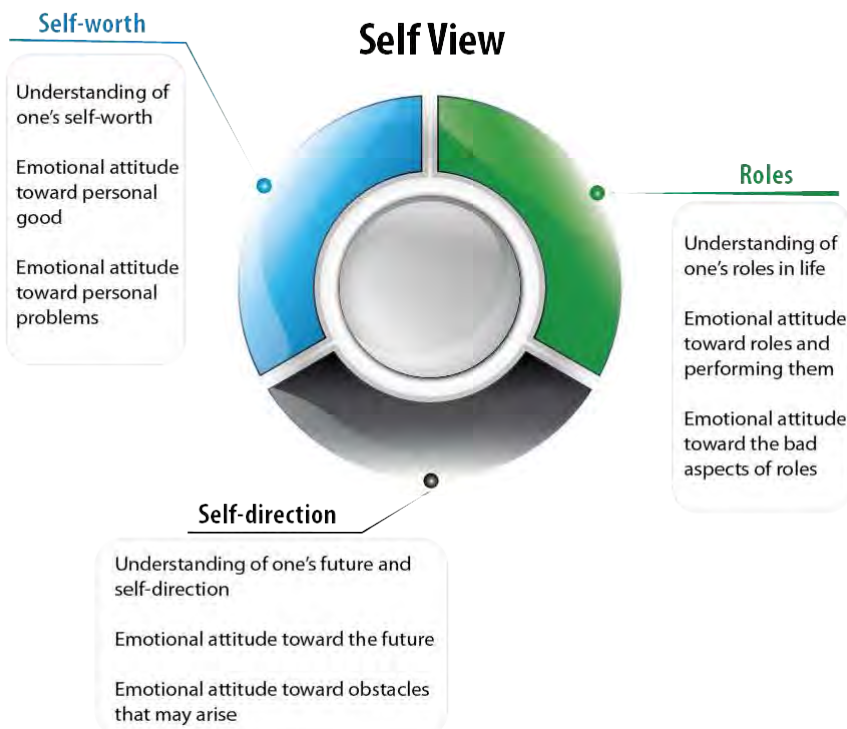 Self View
Self-worth
Understanding of
one’s self-worth
Emotional attitude
toward personal
good
Emotional attitude
toward personal
problems
Roles
Understanding of
one’s roles in life
Emotional attitude
toward roles and
performing them
Emotional attitude
toward the bad
aspects of roles
Self-direction
Understanding of one’s future and
self-direction
Emotional attitude toward the future
Emotional attitude toward obstacles
that may arise